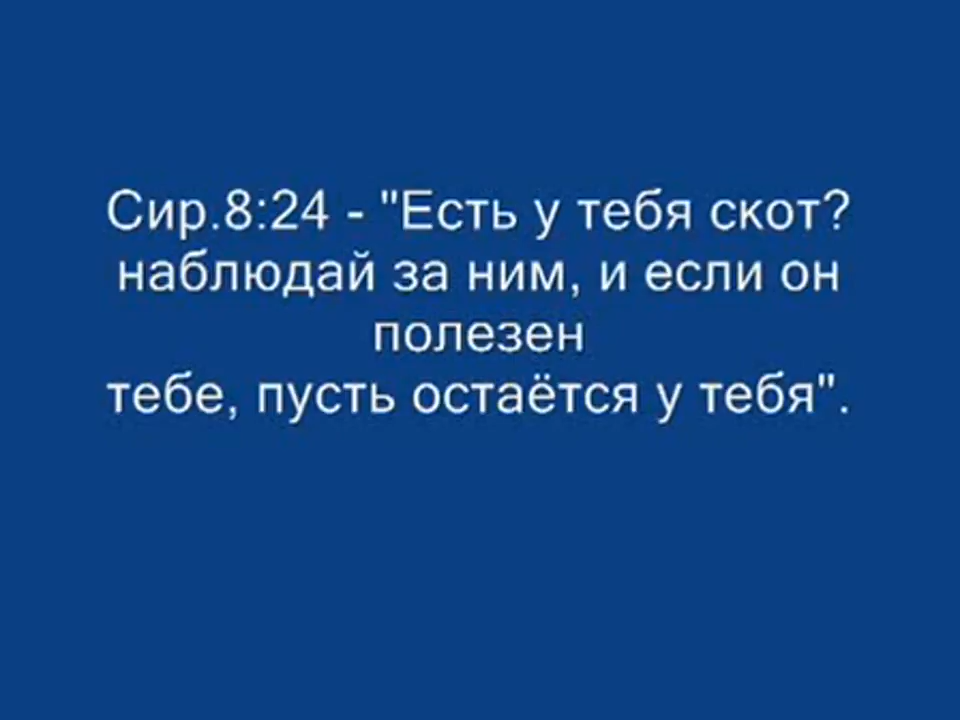 Сир.8:24 - "Есть у тебя скот?
наблюдай за ним, и если он
полезен
тебе, пусть остаётся у тебя".